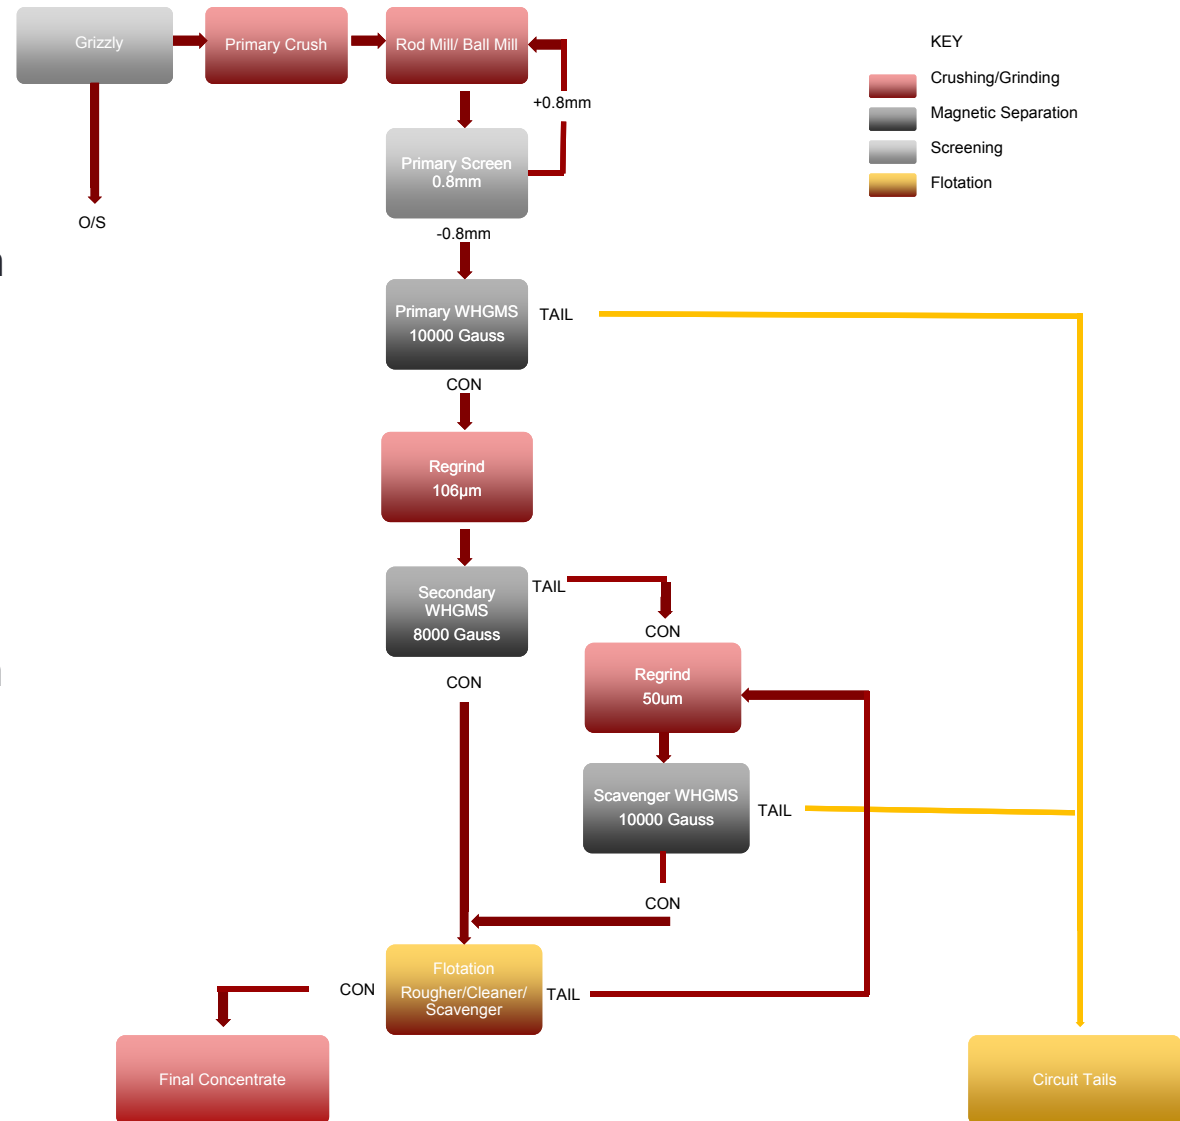 Grizzly
Primary Crush
Rod Mill/ Ball Mill
KEY
Crushing/Grinding
Magnetic Separation
Screening
Flotation
+0.8mm
Primary Screen
0.8mm
O/S
-0.8mm
Primary WHGMS
10000 Gauss
TAIL
CON
Regrind
106µm
Secondary
WHGMS
8000 Gauss
TAIL
CON
CON
Regrind
50um
Scavenger WHGMS
10000 Gauss
TAIL
CON
Flotation
Rougher/Cleaner/
Scavenger
CON
TAIL
Final Concentrate
Circuit Tails